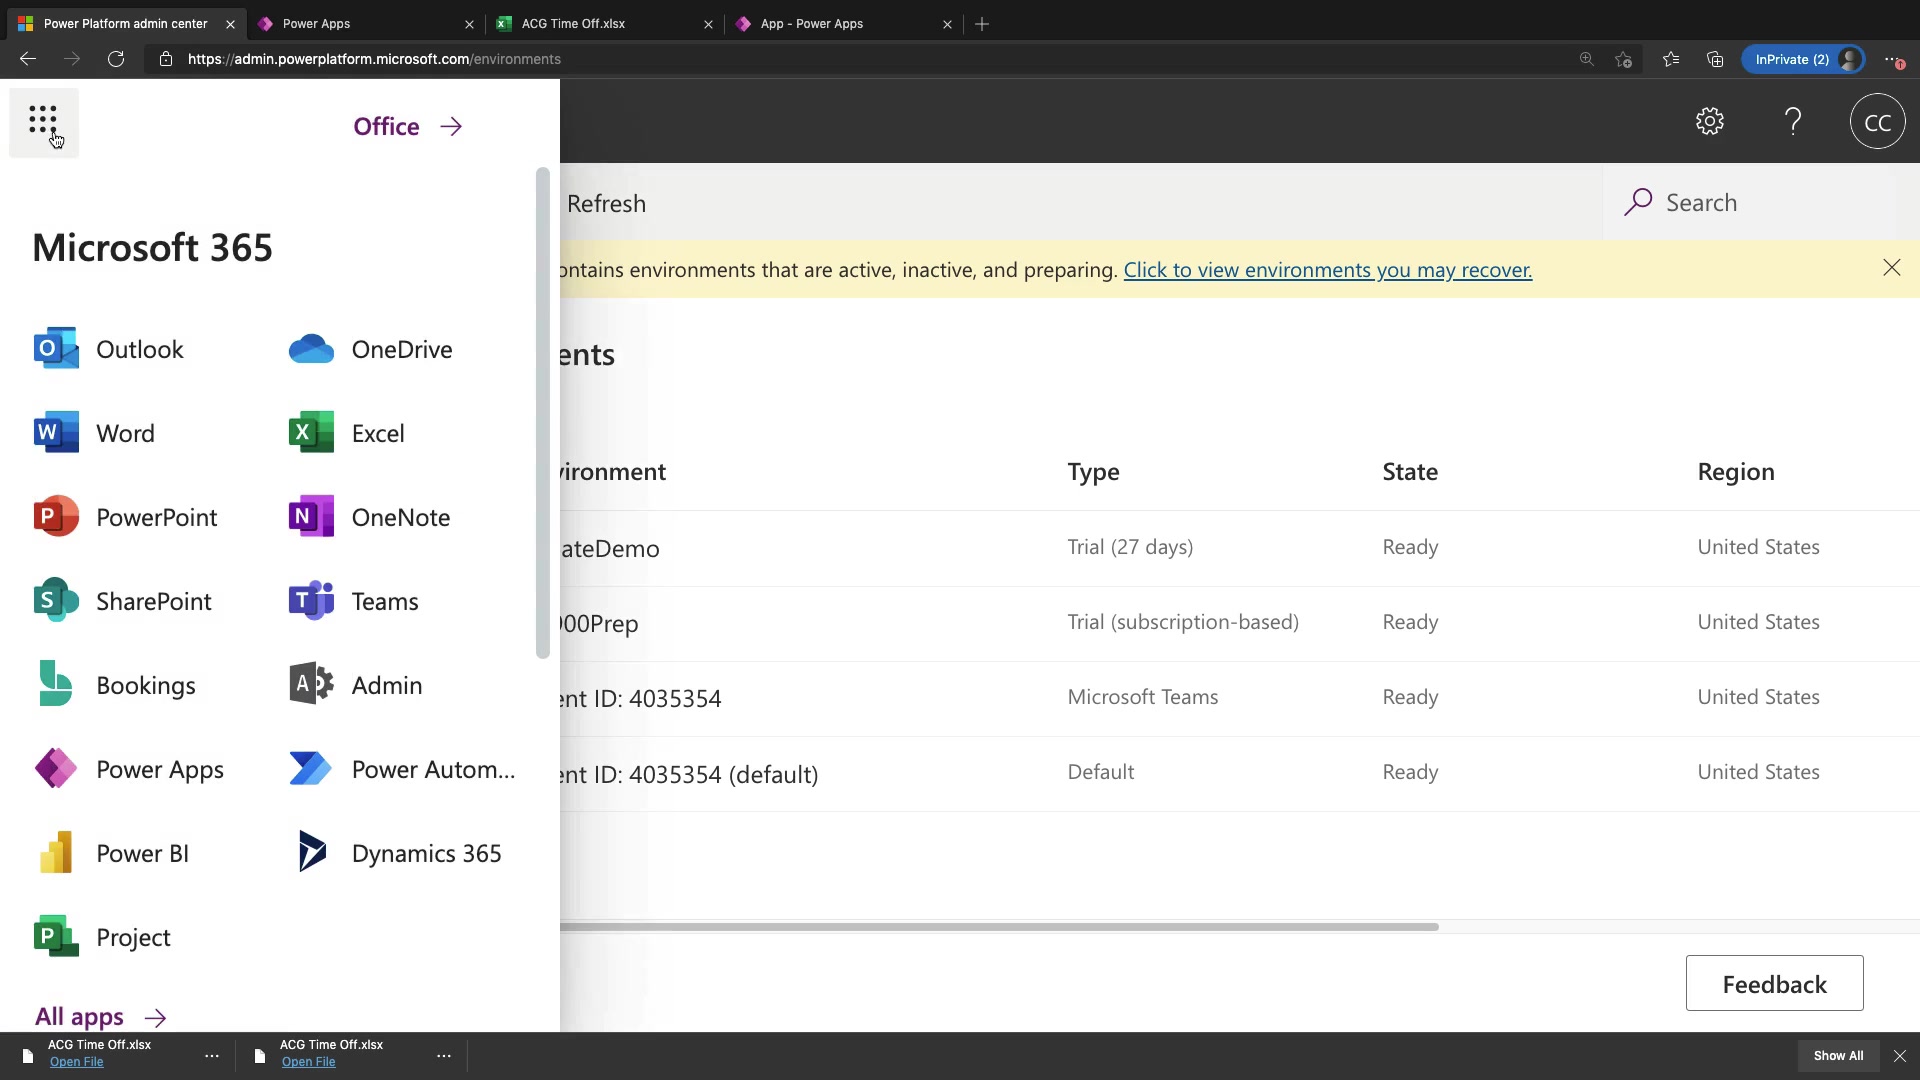 Power Platform admin center
Power Apps
ACG Time Off.xlsx
App - Power Apps
https://admin.powerplatform.microsoft.com/environments
InPrivate (2)
Office
CC
Refresh
Search
Microsoft 365
ontains environments that are active, inactive, and preparing. Click to view environments you may recover.
Outlook
OneDrive
ents
Word
Excel
vironment
Type
State
Region
PowerPoint
OneNote
ateDemo
Trial (27 days)
Ready
United States
SharePoint
Teams
900Prep
Trial (subscription-based)
Ready
United States
Bookings
Admin
ent ID: 4035354
Microsoft Teams
Ready
United States
Power Apps
Power Autom...
ent ID: 4035354 (default)
Default
Ready
United States
Power BI
Dynamics 365
Project
Feedback
All apps
ACG Time Off.xlsx
Open File
ACG Time Off.xlsx
Open File
Show All